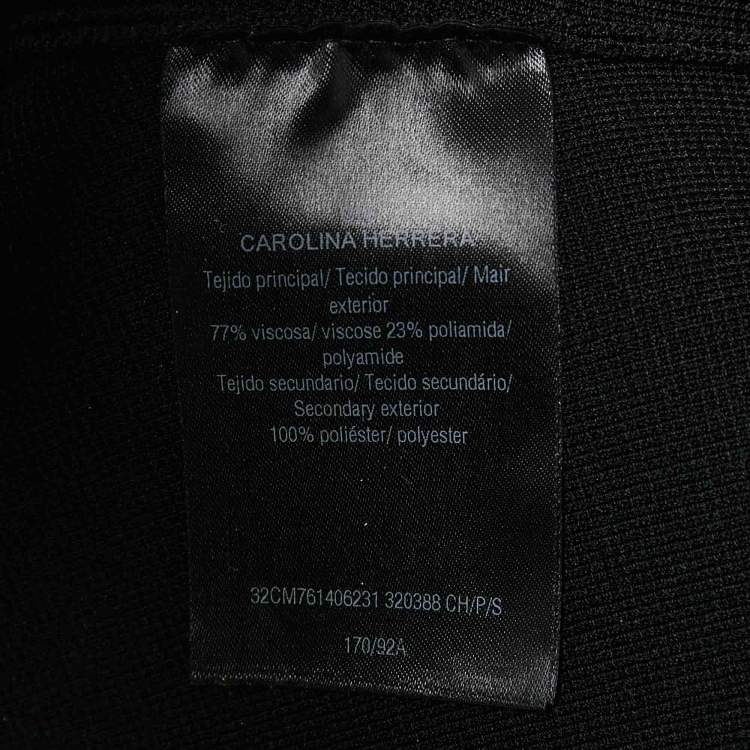 CAROLINA HERRERA
Tejido principal/ Tecido principal/ Mair
exterior
77% viscosa/ viscose 23% poliamida/
polyamide
Tejido secundario/ Tecido secundário/
Secondary exterior
100% poliéster/ polyester
32CM761406231 320388 CH/P/S
170/92A